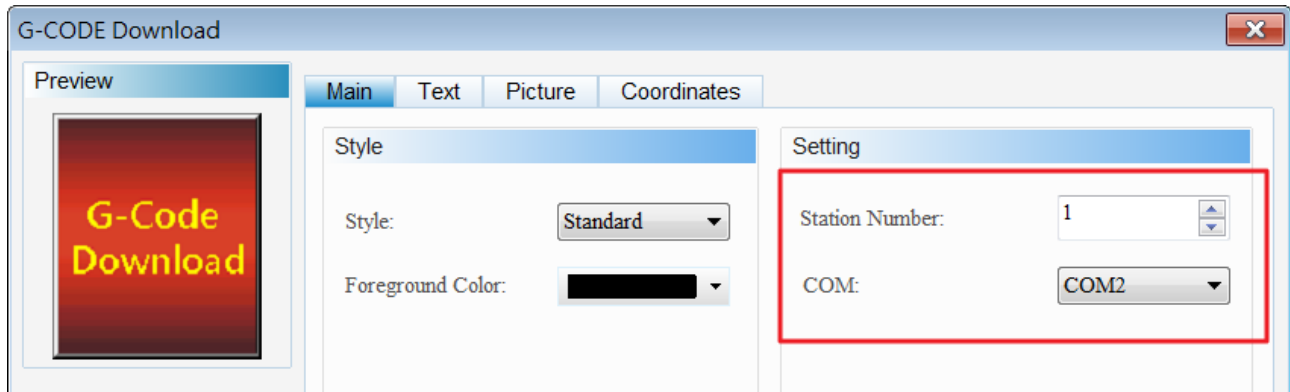 G-CODE Download
Preview
G-Code
Download
Main Text Picture Coordinates
Style
Style: Standard
Foreground Color:
Setting
Station Number: 1
COM: COM2